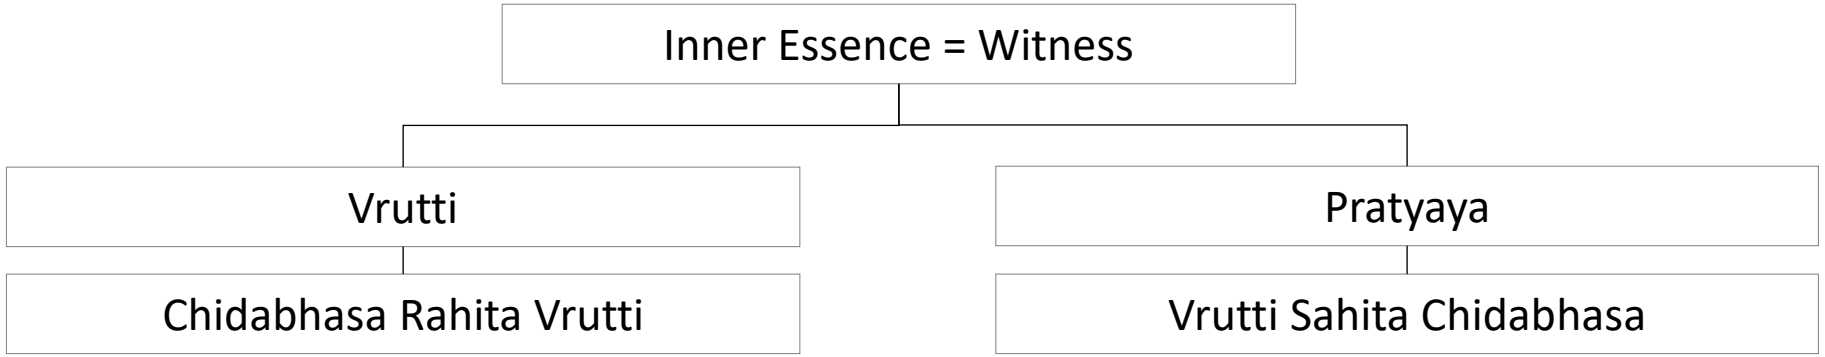 Inner Essence = Witness
Vrutti
Pratyaya
Chidabhasa Rahita Vrutti
Vrutti Sahita Chidabhasa